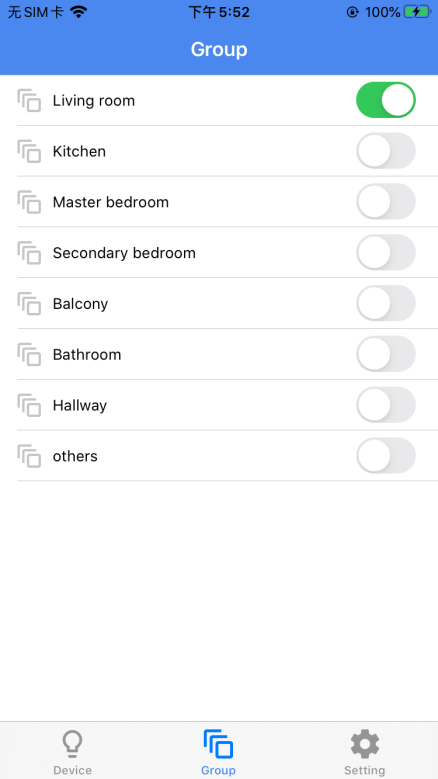 无SIM卡 下午5:52 100%
Group
Living room
Kitchen
Master bedroom
Secondary bedroom
Balcony
Bathroom
Hallway
others
Device Group Setting